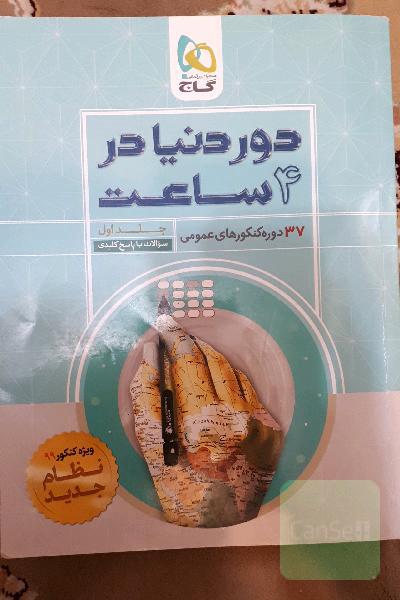 گاج
دور دنیا در
۴ ساعت
۳۷ دوره کنکورهای عمومی
جلد اول
سؤالات با پاسخ کلیدی
ویژه کنکور ۹۹
نظام
جدید
CanSell